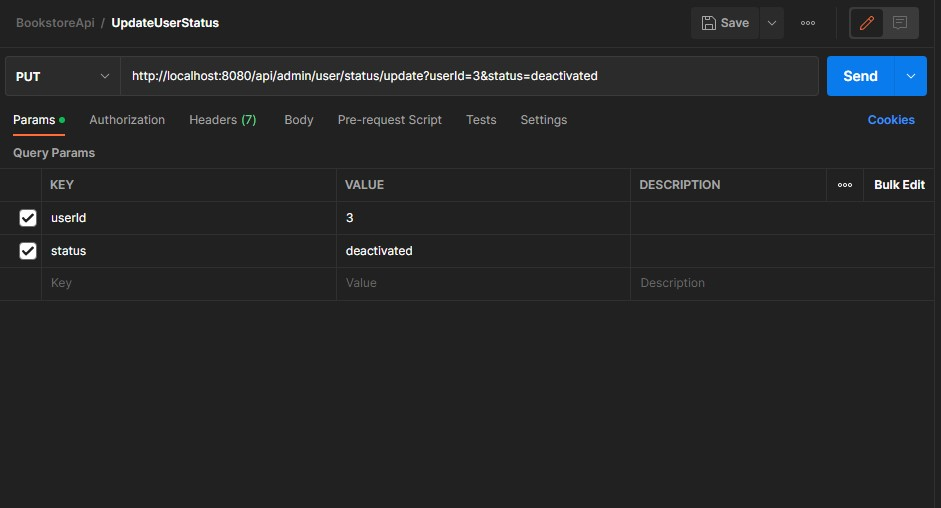 BookstoreApi / UpdateUserStatus
Save
PUT
http://localhost:8080/api/admin/user/status/update?userId=3&status=deactivated
Send
Params Authorization Headers (7) Body Pre-request Script Tests Settings Cookies
Query Params
KEY VALUE DESCRIPTION Bulk Edit
userId 3
status deactivated
Key Value Description